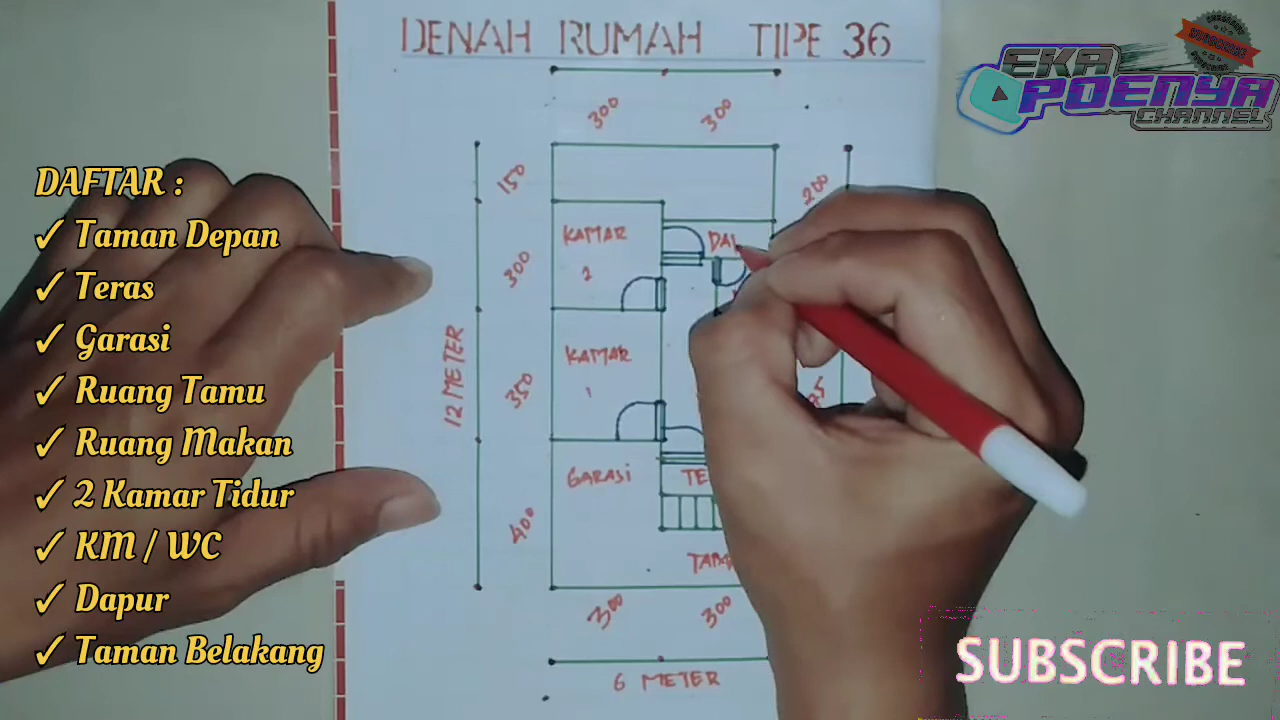 DENAH RUMAH TIPE 36
EKA
POENYA
CHANNEL
SUBSCRIBE
300 300
150
200
DAFTAR :
✓ Taman Depan
✓ Teras
✓ Garasi
✓ Ruang Tamu
✓ Ruang Makan
✓ 2 Kamar Tidur
✓ KM / WC
✓ Dapur
✓ Taman Belakang
KAMAR
2
300
12 METER
KAMAR
1
350
GARASI
TE
400
300 300
6 METER
SUBSCRIBE